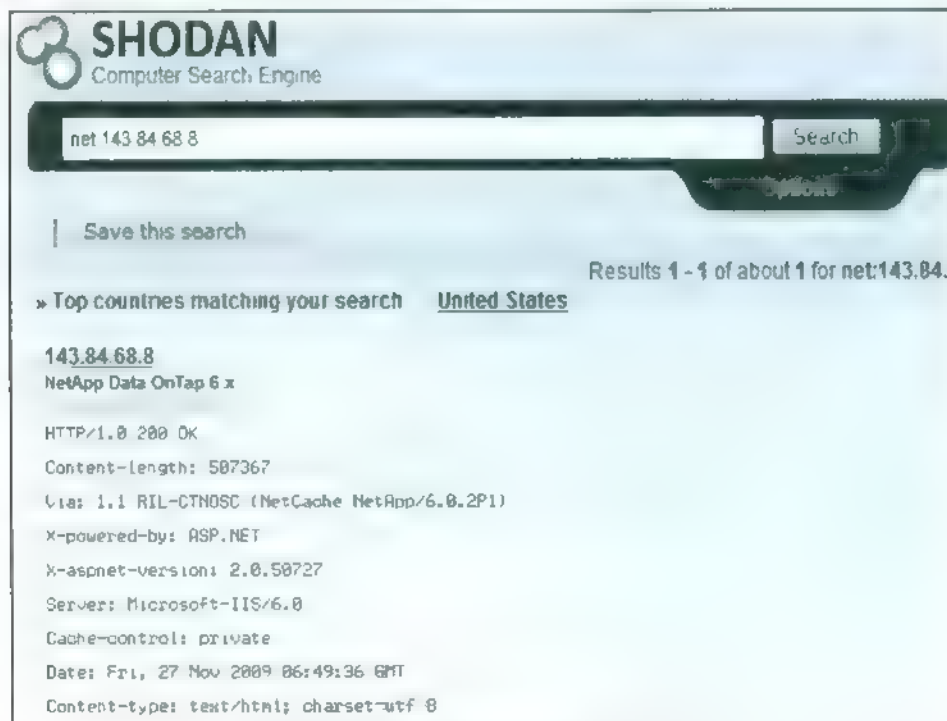 SHODAN
Computer Search Engine
net 143 84 68 8
Search
Save this search
Results 1 - 1 of about 1 for net:143.84.
» Top countries matching your search United States
143.84.68.8
NetApp Data OnTap 6 x
HTTP/1.0 200 OK
Content-length: 507367
Via: 1.1 RIL-CTNOSC (NetCache NetApp/6.0.2P1)
X-powered-by: ASP.NET
X-aspnet-version: 2.0.50727
Server: Microsoft-IIS/6.0
Cache-control: private
Date: Fri, 27 Nov 2009 06:49:36 GMT
Content-type: text/html; charset=utf 8